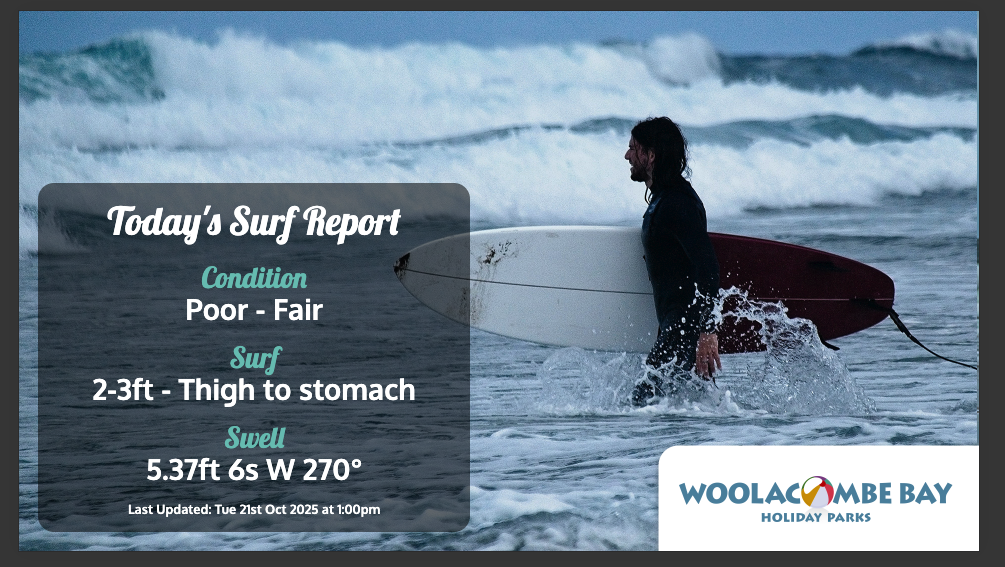 Today's Surf Report
Condition
Poor - Fair
Surf
2-3ft - Thigh to stomach
Swell
5.37ft 6s W 270°
Last Updated: Tue 21st Oct 2025 at 1:00pm
WOOLACOMBE BAY
HOLIDAY PARKS